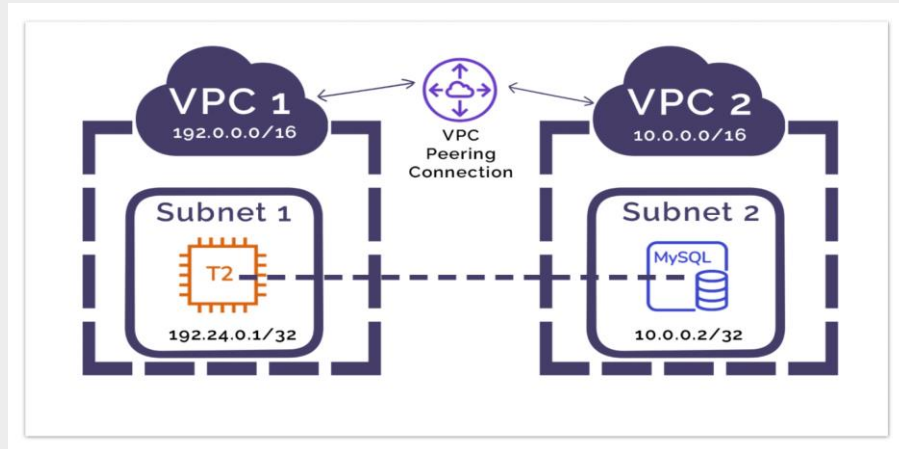 VPC 1
192.0.0.0/16
VPC
Peering
Connection
VPC 2
10.0.0.0/16
Subnet 1
T2
192.24.0.1/32
Subnet 2
MySQL
10.0.0.2/32